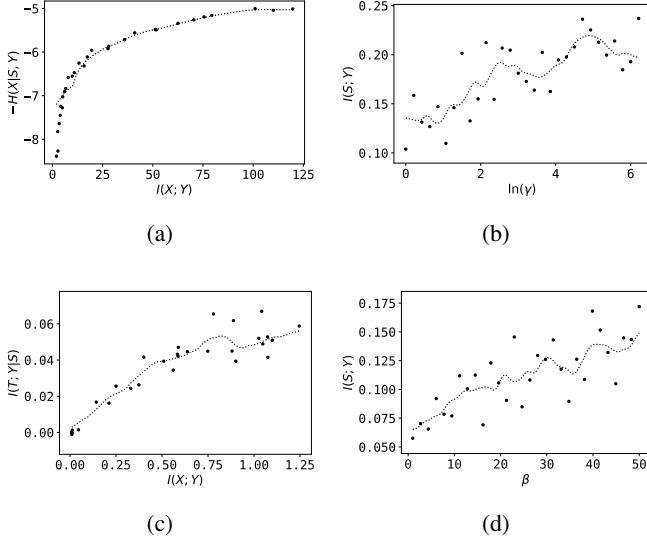 −5
−6
−7
−8
−H(X|S, Y)
0 25 50 75 100 125
I(X; Y)
(a)
0.25
0.20
0.15
0.10
I(S; Y)
0 2 4 6
ln(γ)
(b)
0.06
0.04
0.02
0.00
I(T; Y|S)
0.00 0.25 0.50 0.75 1.00 1.25
I(X; Y)
(c)
0.175
0.150
0.125
0.100
0.075
0.050
I(S; Y)
0 10 20 30 40 50
β
(d)